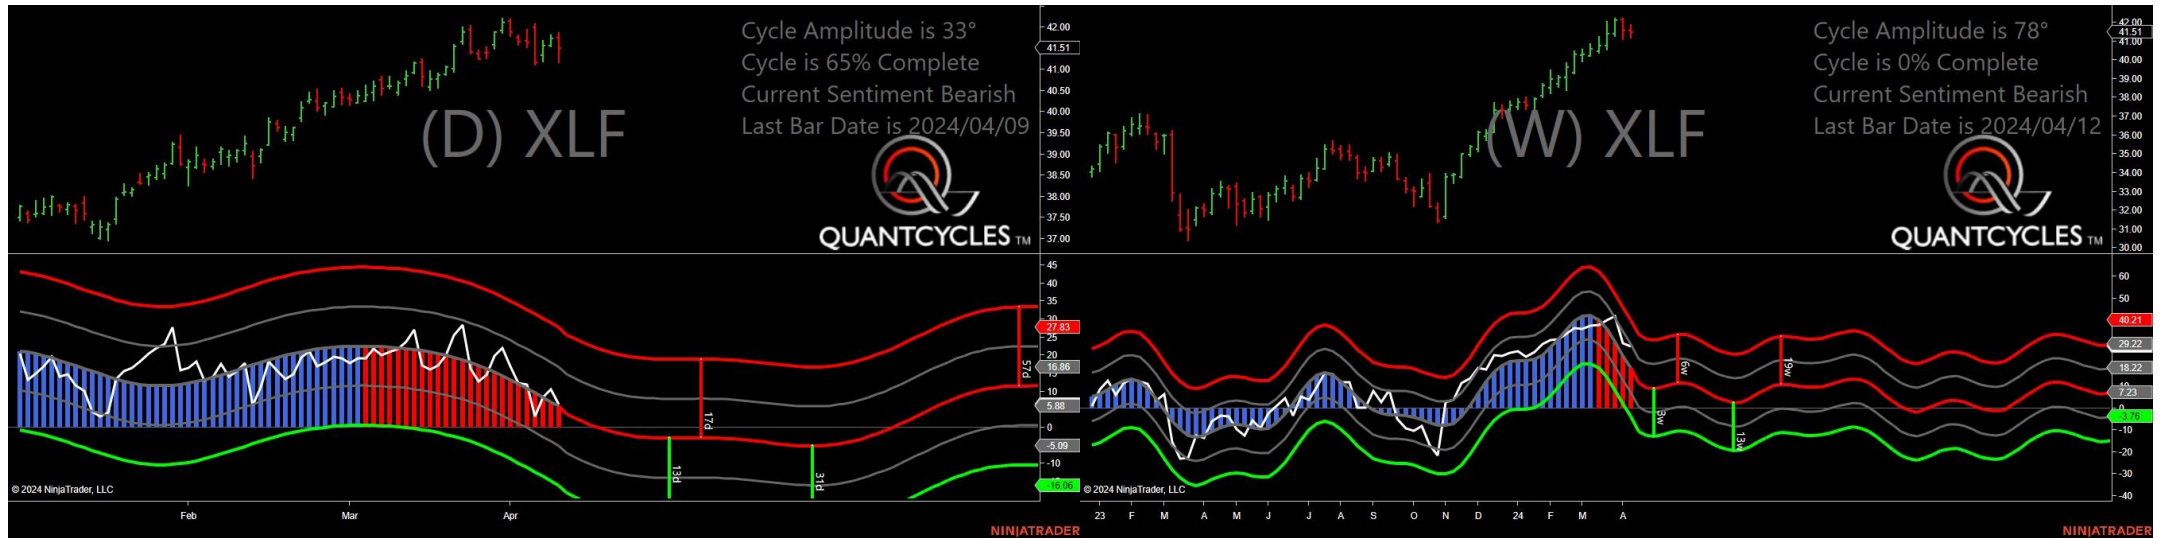 Cycle Amplitude is 33°
Cycle is 65% Complete
Current Sentiment Bearish
Last Bar Date is 2024/04/09
(D) XLF
QUANTCYCLES TM
42.00
41.51
41.00
40.50
40.00
39.50
39.00
38.50
38.00
37.50
37.00
45
40
35
30
27.83
25
20
16.86
10
5.88
0
-5.09
-10
-16.06
17d
13d
31d
57d
© 2024 NinjaTrader, LLC
Feb Mar Apr
NINJATRADER
Cycle Amplitude is 78°
Cycle is 0% Complete
Current Sentiment Bearish
Last Bar Date is 2024/04/12
(W) XLF
QUANTCYCLES TM
42.00
41.51
41.00
40.00
39.00
38.00
37.00
36.00
35.00
34.00
33.00
32.00
31.00
30.00
60
50
40.21
29.22
18.22
7.23
0
-3.76
-10
-20
-30
-40
6w
19w
13w
© 2024 NinjaTrader, LLC
23 F M A M J J A S O N D 24 F M A
NINJATRADER